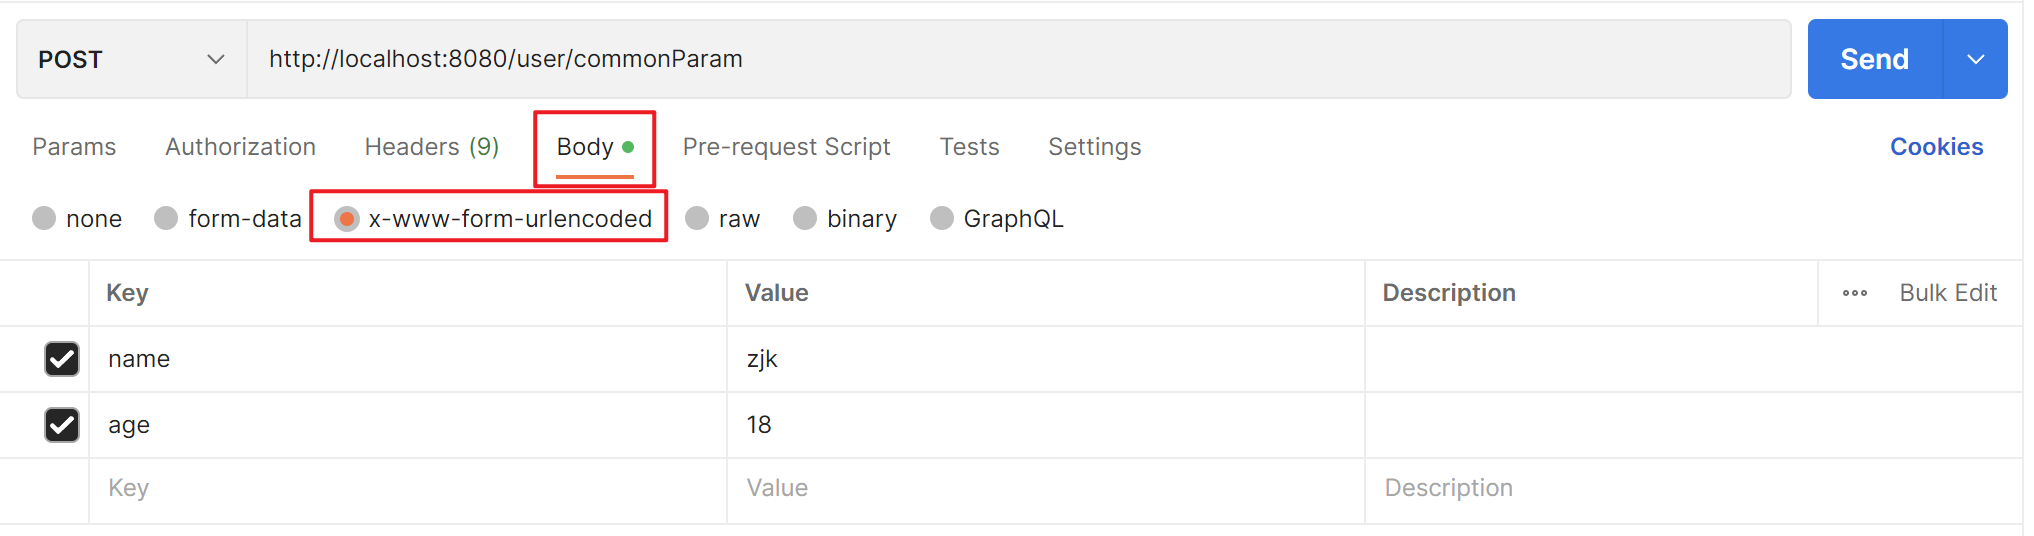 POST http://localhost:8080/user/commonParam Send
Params Authorization Headers (9) Body Pre-request Script Tests Settings Cookies
none form-data x-www-form-urlencoded raw binary GraphQL
Key Value Description Bulk Edit
name zjk
age 18
Key Value Description